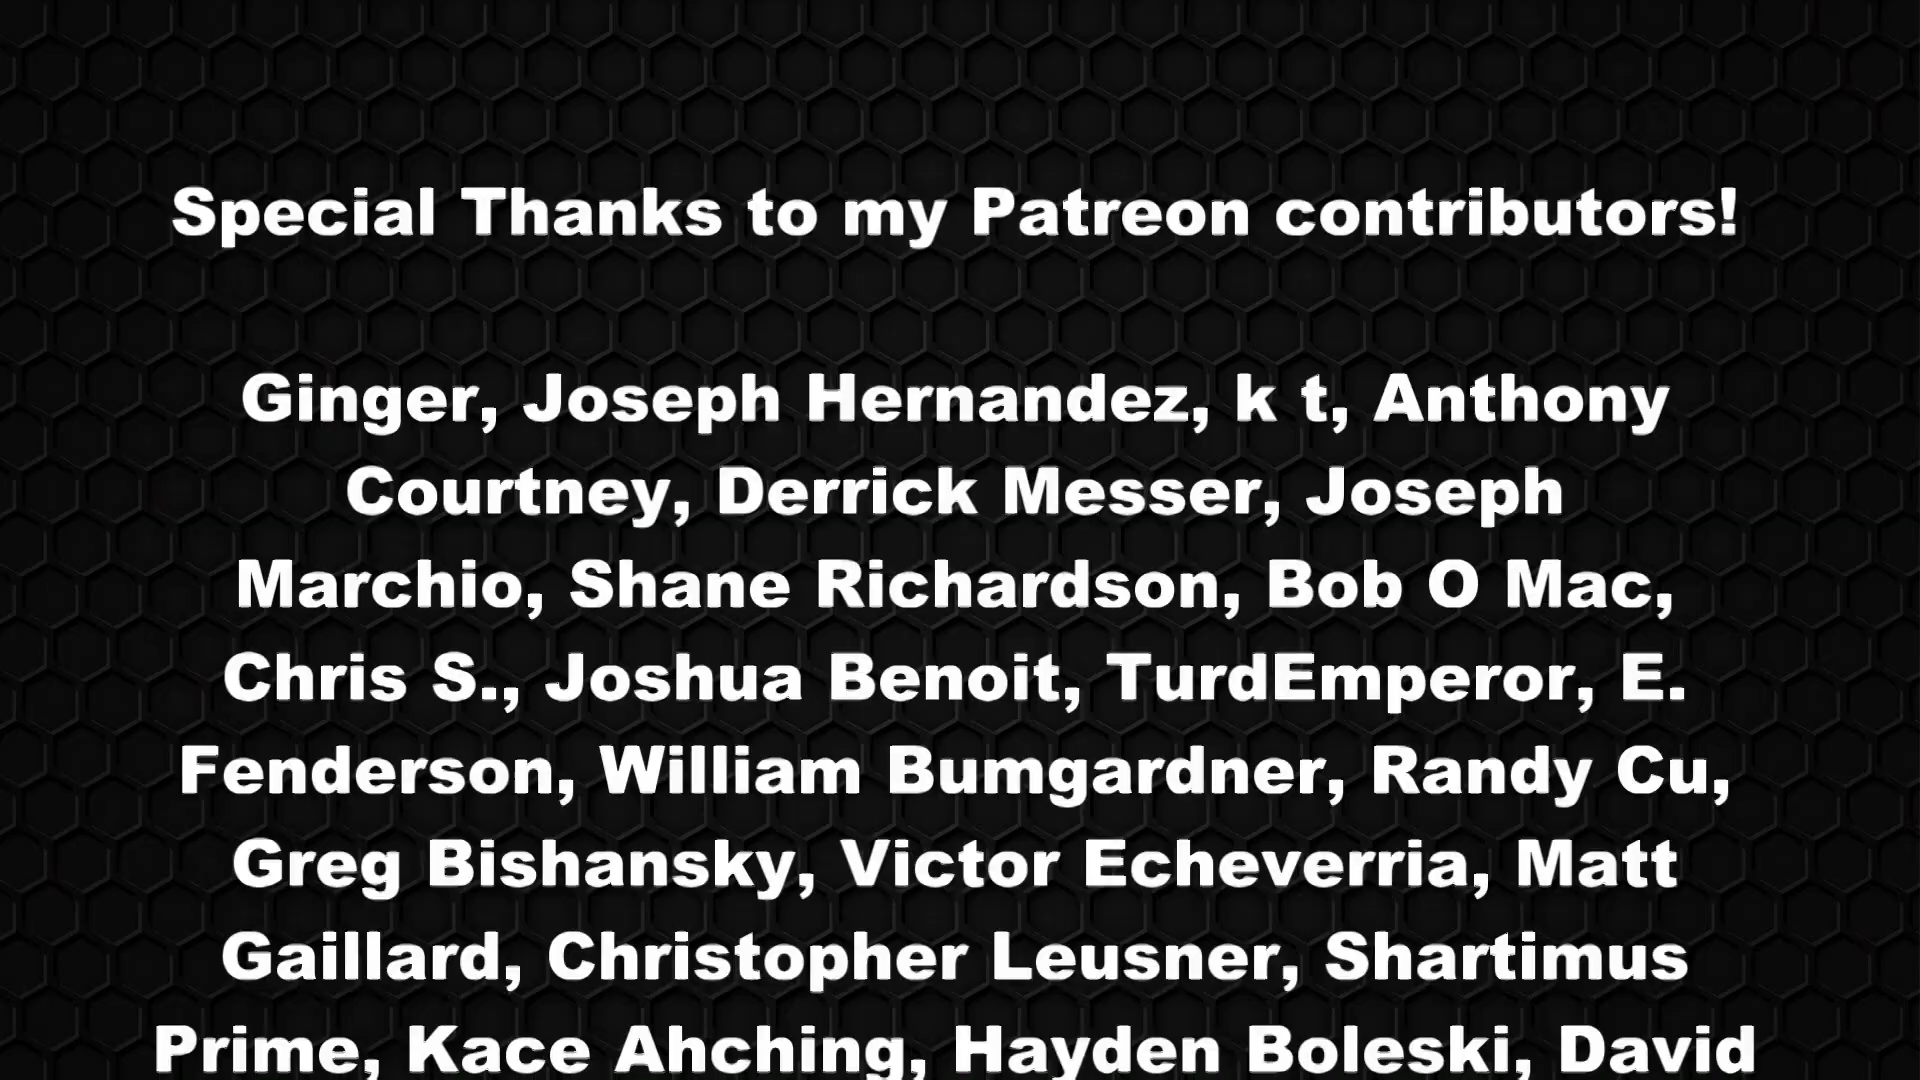 Special Thanks to my Patreon contributors!
Ginger, Joseph Hernandez, k t, Anthony
Courtney, Derrick Messer, Joseph
Marchio, Shane Richardson, Bob O Mac,
Chris S., Joshua Benoit, TurdEmperor, E.
Fenderson, William Bumgardner, Randy Cu,
Greg Bishansky, Victor Echeverria, Matt
Gaillard, Christopher Leusner, Shartimus
Prime, Kace Ahching, Hayden Boleski, David